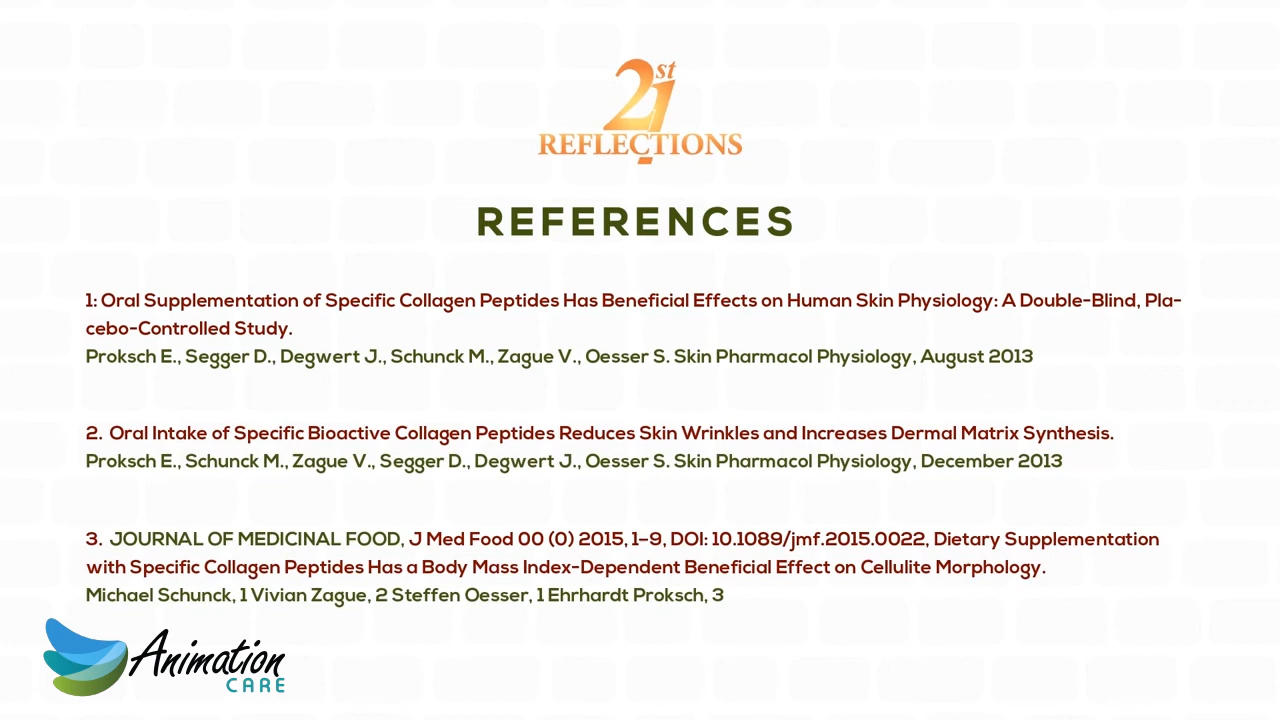 21st
REFLECTIONS
REFERENCES
1: Oral Supplementation of Specific Collagen Peptides Has Beneficial Effects on Human Skin Physiology: A Double-Blind, Pla-
cebo-Controlled Study.
Proksch E., Segger D., Degwert J., Schunck M., Zague V., Oesser S. Skin Pharmacol Physiology, August 2013
2. Oral Intake of Specific Bioactive Collagen Peptides Reduces Skin Wrinkles and Increases Dermal Matrix Synthesis.
Proksch E., Schunck M., Zague V., Segger D., Degwert J., Oesser S. Skin Pharmacol Physiology, December 2013
3. JOURNAL OF MEDICINAL FOOD, J Med Food 00 (0) 2015, 1–9, DOI: 10.1089/jmf.2015.0022, Dietary Supplementation
with Specific Collagen Peptides Has a Body Mass Index-Dependent Beneficial Effect on Cellulite Morphology.
Michael Schunck, 1 Vivian Zague, 2 Steffen Oesser, 1 Ehrhardt Proksch, 3
Animation
CARE